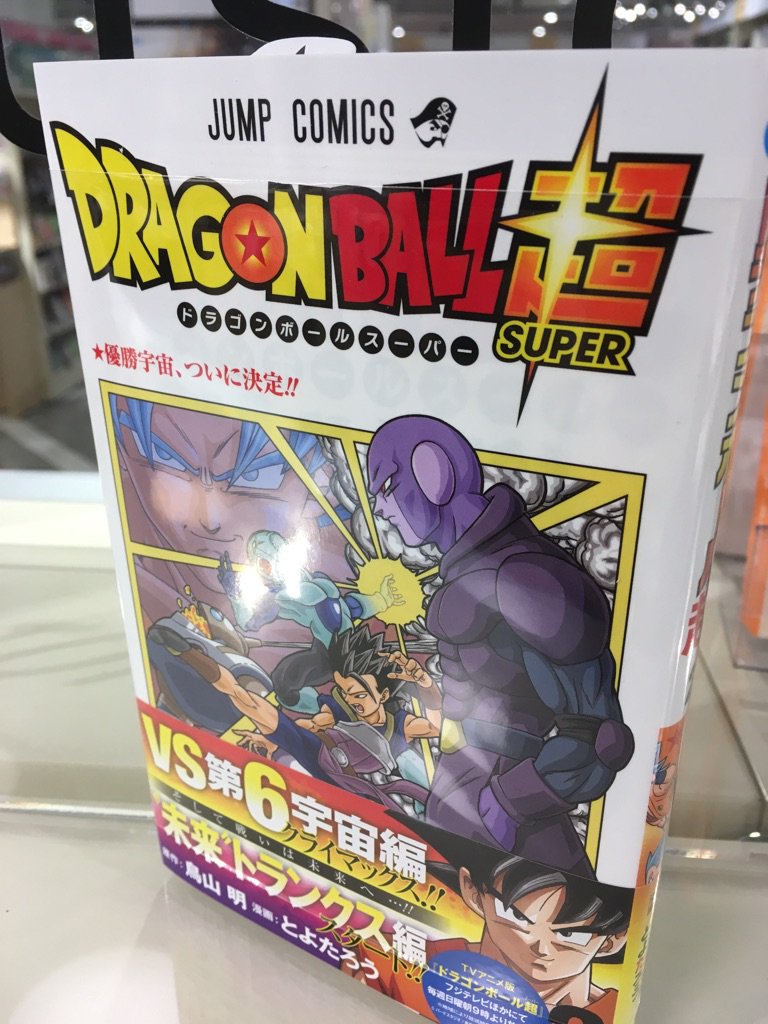 JUMP COMICS
DRAGON BALL超
SUPER
ドラゴンボールスーパー
★優勝宇宙、ついに決定!!
VS第6宇宙編
クライマックス!!
そして戦いは未来へ…!!
未来トランクス編
スタート!!
原作:鳥山 明 漫画:とよたろう
TVアニメ版
『ドラゴンボール超』
フジテレビほかにて
毎週日曜朝9時より